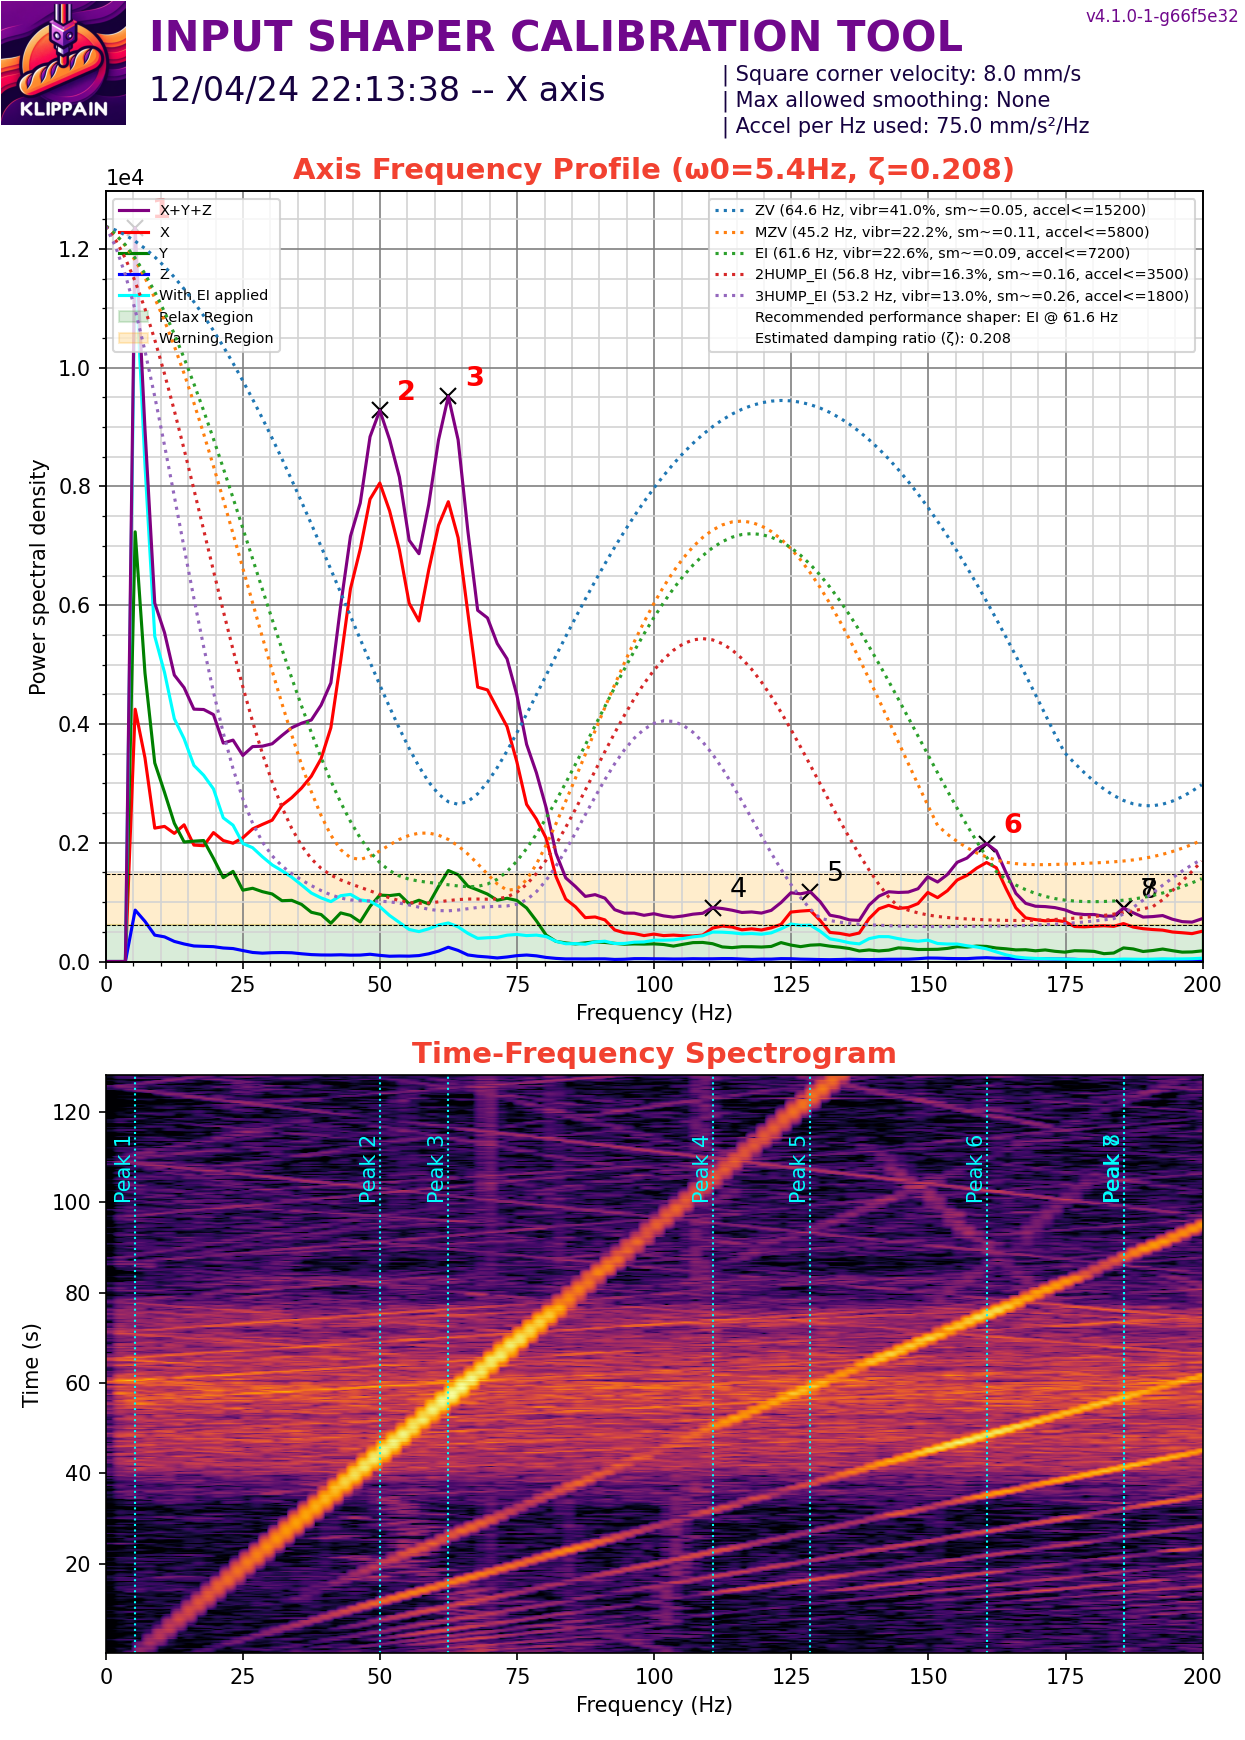 v4.1.0-1-g66f5e32
INPUT SHAPER CALIBRATION TOOL
12/04/24 22:13:38 -- X axis
| Square corner velocity: 8.0 mm/s
| Max allowed smoothing: None
| Accel per Hz used: 75.0 mm/s²/Hz
KLIPPAIN
Axis Frequency Profile (ω0=5.4Hz, ζ=0.208)
1e4
1
X+Y+Z
X
Y
Z
With EI applied
Relax Region
Warning Region
ZV (64.6 Hz, vibr=41.0%, sm~=0.05, accel<=15200)
MZV (45.2 Hz, vibr=22.2%, sm~=0.11, accel<=5800)
EI (61.6 Hz, vibr=22.6%, sm~=0.09, accel<=7200)
2HUMP_EI (56.8 Hz, vibr=16.3%, sm~=0.16, accel<=3500)
3HUMP_EI (53.2 Hz, vibr=13.0%, sm~=0.26, accel<=1800)
Recommended performance shaper: EI @ 61.6 Hz
Estimated damping ratio (ζ): 0.208
1.2
1.0
0.8
0.6
0.4
0.2
0.0
Power spectral density
2
3
4
5
6
8
0 25 50 75 100 125 150 175 200
Frequency (Hz)
Time-Frequency Spectrogram
120
100
80
60
40
20
Time (s)
Peak 1
Peak 2
Peak 3
Peak 4
Peak 5
Peak 6
Peak 8
0 25 50 75 100 125 150 175 200
Frequency (Hz)